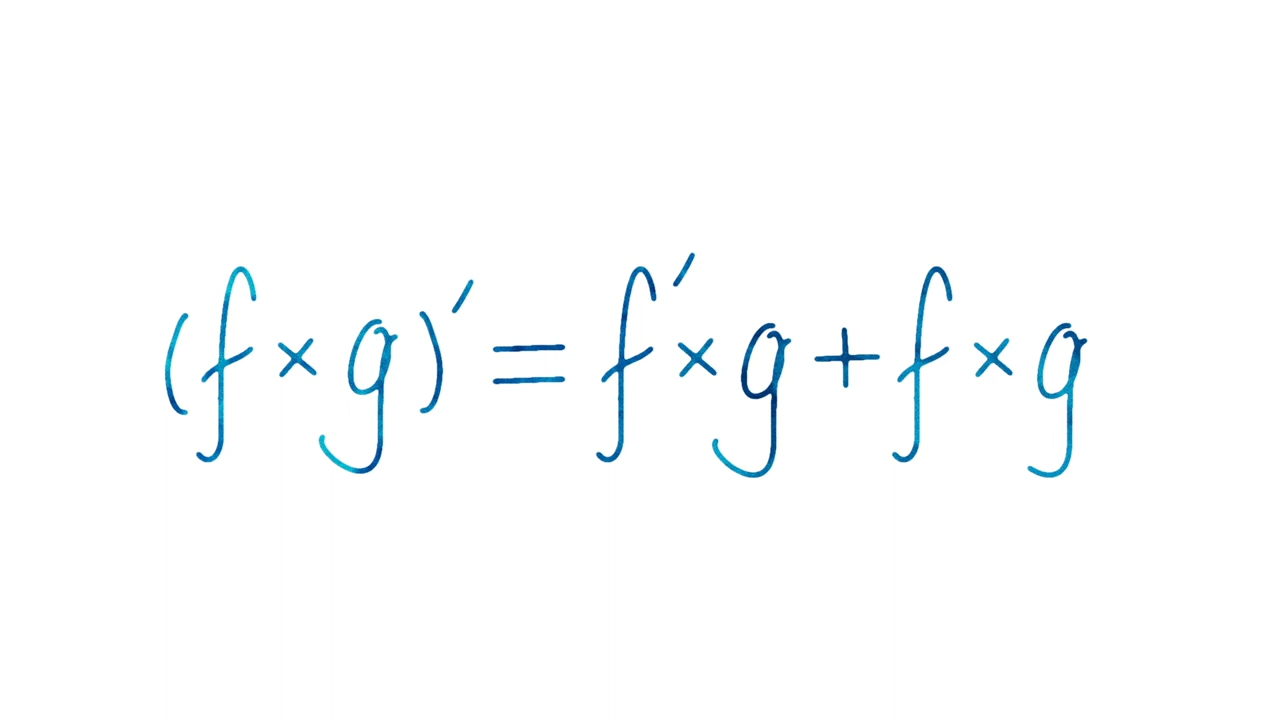 (f × g)′ = f′ × g + f × g